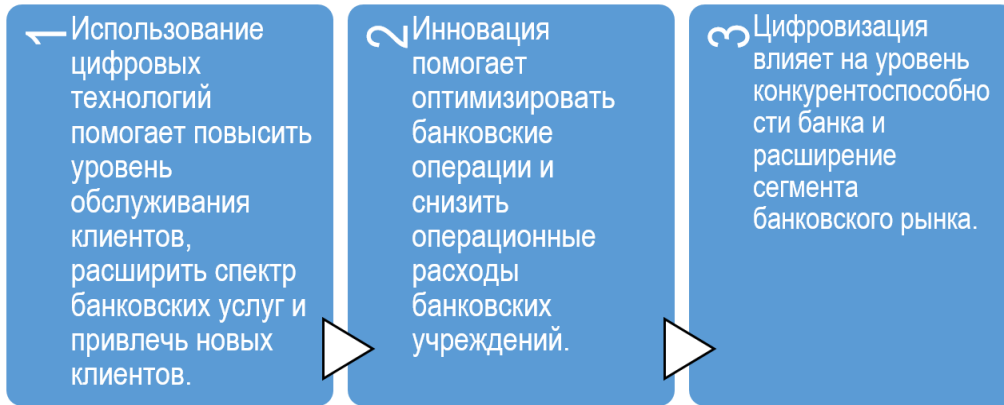 1
Использование
цифровых
технологий
помогает повысить
уровень
обслуживания
клиентов,
расширить спектр
банковских услуг и
привлечь новых
клиентов.
2
Инновация
помогает
оптимизировать
банковские
операции и
снизить
операционные
расходы
банковских
учреждений.
3
Цифровизация
влияет на уровень
конкурентоспособно
сти банка и
расширение
сегмента
банковского рынка.